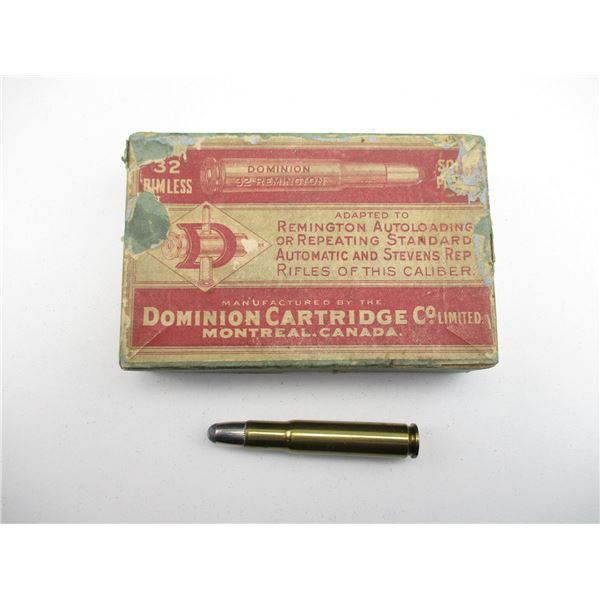 32
RIMLESS
DOMINION
32-REMINGTON
ADAPTED TO
REMINGTON AUTOLOADING
OR REPEATING STANDARD
AUTOMATIC AND STEVENS REP
RIFLES OF THIS CALIBER.
D
MANUFACTURED BY THE
DOMINION CARTRIDGE CO LIMITED.
MONTREAL. CANADA.